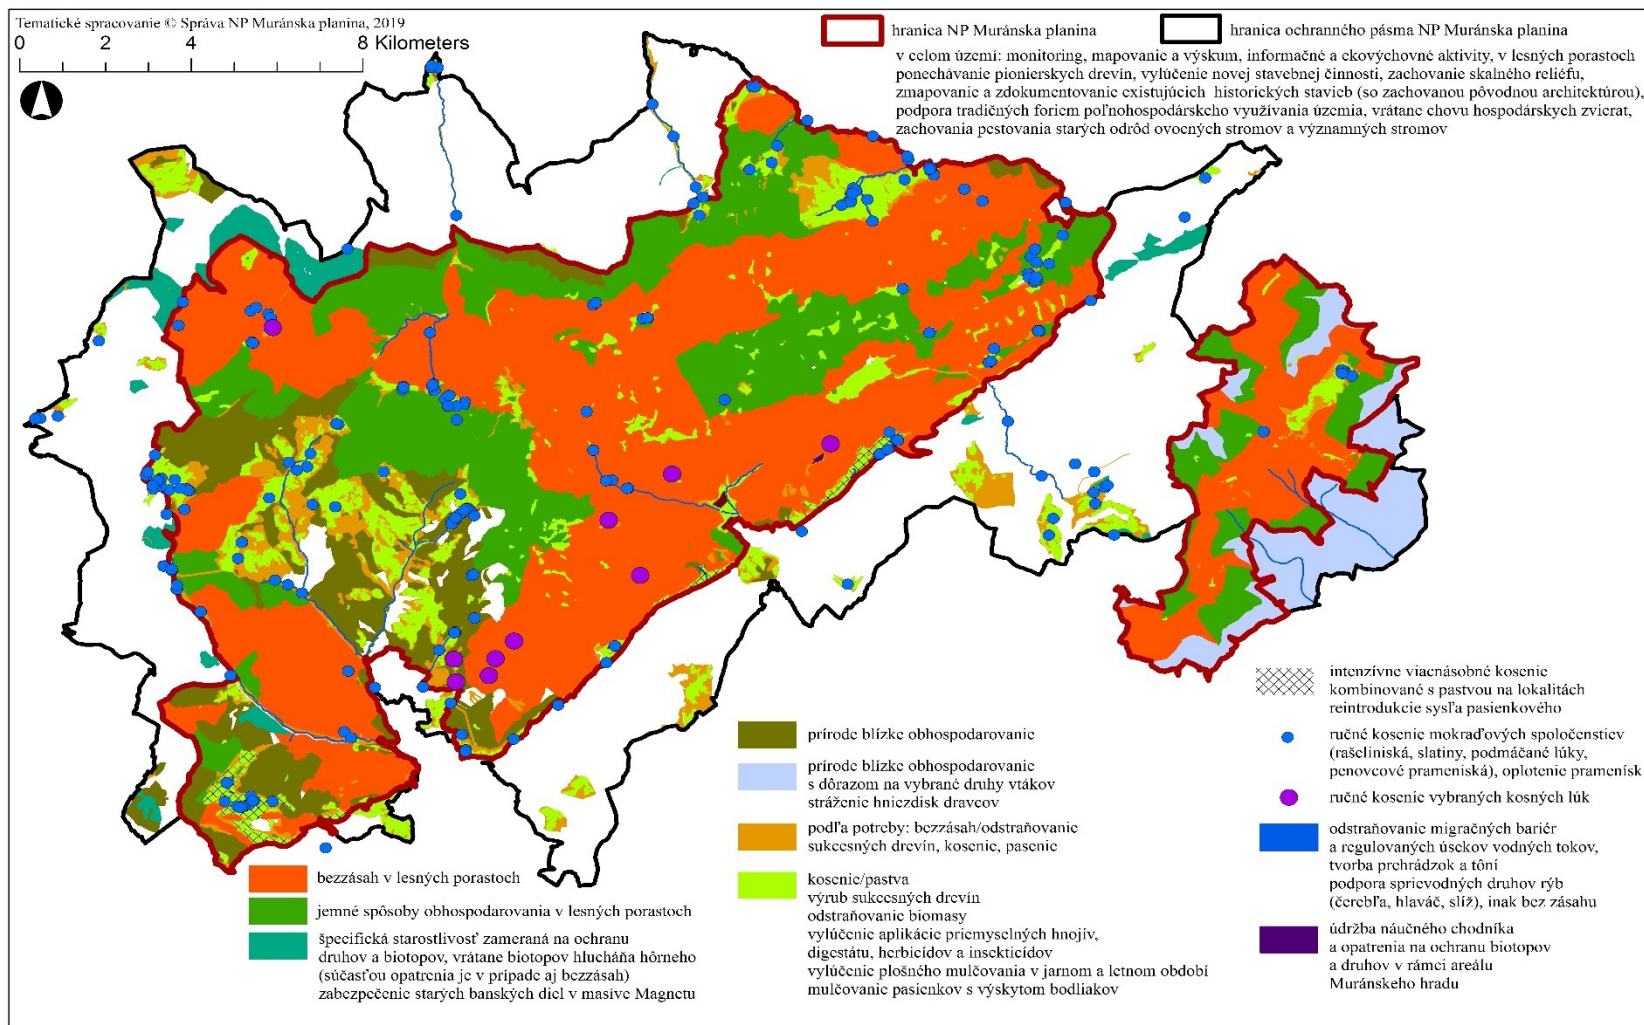 Tematické spracovanie © Správa NP Muránska planina, 2019
0 2 4 8 Kilometers
hranica NP Muránska planina
hranica ochranného pásma NP Muránska planina
v celom území: monitoring, mapovanie a výskum, informačné a ekovýchovné aktivity, v lesných porastoch
ponechávanie pionierskych drevín, vylúčenie novej stavebnej činnosti, zachovanie skalného reliéfu,
zmapovanie a zdokumentovanie existujúcich historických stavieb (so zachovanou pôvodnou architektúrou),
podpora tradičných foriem poľnohospodárskeho využívania územia, vrátane chovu hospodárskych zvierat,
zachovania pestovania starých odrôd ovocných stromov a významných stromov
bezzásah v lesných porastoch
jemné spôsoby obhospodarovania v lesných porastoch
špecifická starostlivosť zameraná na ochranu
druhov a biotopov, vrátane biotopov hlucháňa hôrneho
(súčasťou opatrenia je v prípade aj bezzásah)
zabezpečenie starých banských diel v masíve Magnetu
prírode blízke obhospodarovanie
prírode blízke obhospodarovanie
s dôrazom na vybrané druhy vtákov
stráženie hniezdisk dravcov
podľa potreby: bezzásah/odstraňovanie
sukcesných drevín, kosenie, pasenie
kosenie/pastva
výrub sukcesných drevín
odstraňovanie biomasy
vylúčenie aplikácie priemyselných hnojív,
digestátu, herbicídov a insekticídov
vylúčenie plošného mulčovania v jarnom a letnom období
mulčovanie pasienkov s výskytom bodliakov
intenzívne viacnásobné kosenie
kombinované s pastvou na lokalitách
reintrodukcie sysľa pasienkového
ručné kosenie mokraďových spoločenstiev
(rašeliniská, slatiny, podmáčané lúky,
penovcové prameniská), oplotenie pramenísk
ručné kosenie vybraných kosných lúk
odstraňovanie migračných bariér
a regulovaných úsekov vodných tokov,
tvorba prehrádzok a tôní
podpora sprievodných druhov rýb
(čerebľa, hlaváč, slíž), inak bez zásahu
údržba náučného chodníka
a opatrenia na ochranu biotopov
a druhov v rámci areálu
Muránskeho hradu